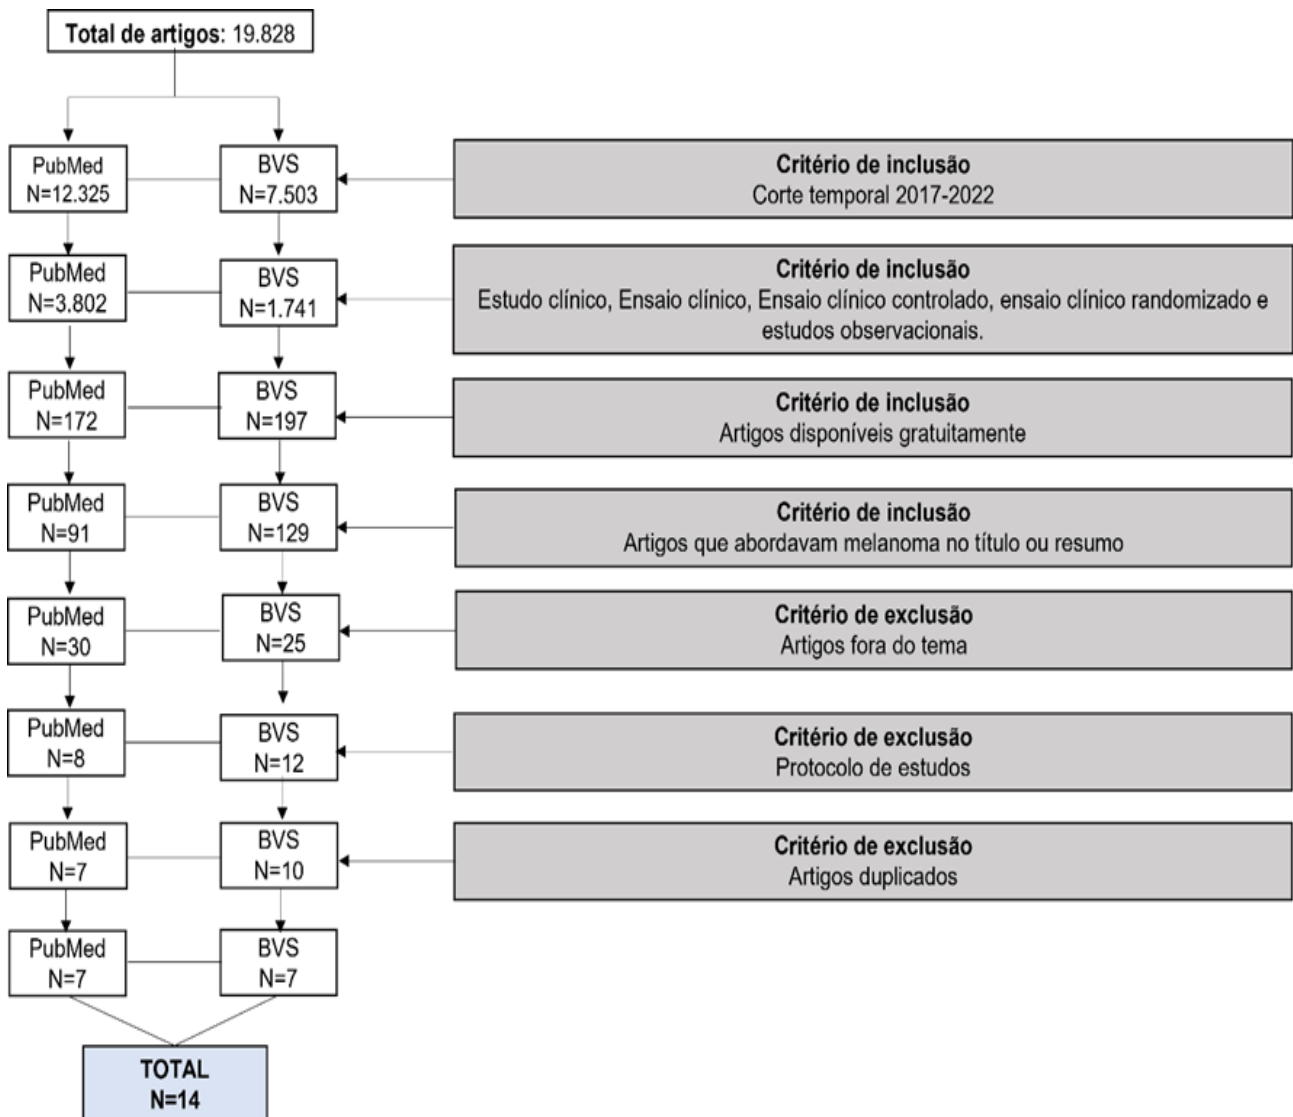 Total de artigos: 19.828
PubMed
N=12.325
BVS
N=7.503
Critério de inclusão
Corte temporal 2017-2022
PubMed
N=3.802
BVS
N=1.741
Critério de inclusão
Estudo clínico, Ensaio clínico, Ensaio clínico controlado, ensaio clínico randomizado e
estudos observacionais.
PubMed
N=172
BVS
N=197
Critério de inclusão
Artigos disponíveis gratuitamente
PubMed
N=91
BVS
N=129
Critério de inclusão
Artigos que abordavam melanoma no título ou resumo
PubMed
N=30
BVS
N=25
Critério de exclusão
Artigos fora do tema
PubMed
N=8
BVS
N=12
Critério de exclusão
Protocolo de estudos
PubMed
N=7
BVS
N=10
Critério de exclusão
Artigos duplicados
PubMed
N=7
BVS
N=7
TOTAL
N=14